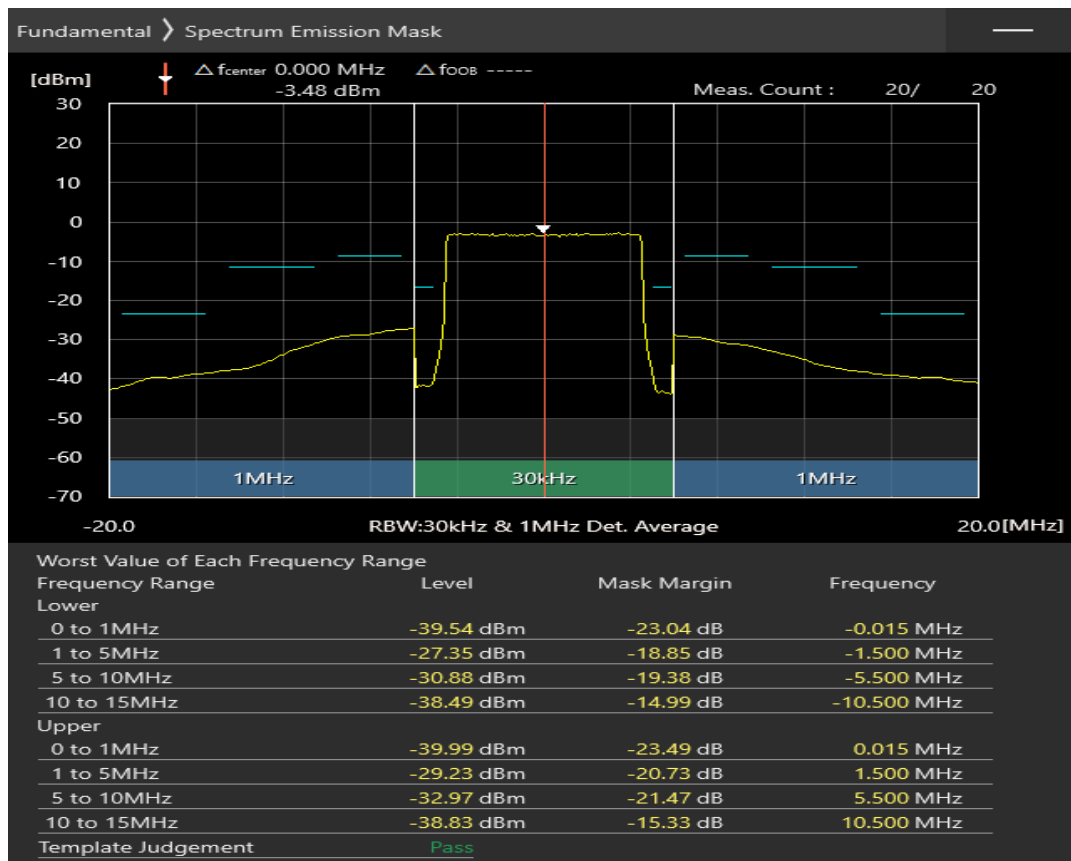 Fundamental ❯ Spectrum Emission Mask
[dBm] △ fcenter 0.000 MHz △ fOOB -----
-3.48 dBm Meas. Count : 20/ 20
30
20
10
0
-10
-20
-30
-40
-50
-60
-70
1MHz 30kHz 1MHz
-20.0 RBW:30kHz & 1MHz Det. Average 20.0[MHz]
Worst Value of Each Frequency Range
Frequency Range Level Mask Margin Frequency
Lower
0 to 1MHz -39.54 dBm -23.04 dB -0.015 MHz
1 to 5MHz -27.35 dBm -18.85 dB -1.500 MHz
5 to 10MHz -30.88 dBm -19.38 dB -5.500 MHz
10 to 15MHz -38.49 dBm -14.99 dB -10.500 MHz
Upper
0 to 1MHz -39.99 dBm -23.49 dB 0.015 MHz
1 to 5MHz -29.23 dBm -20.73 dB 1.500 MHz
5 to 10MHz -32.97 dBm -21.47 dB 5.500 MHz
10 to 15MHz -38.83 dBm -15.33 dB 10.500 MHz
Template Judgement Pass